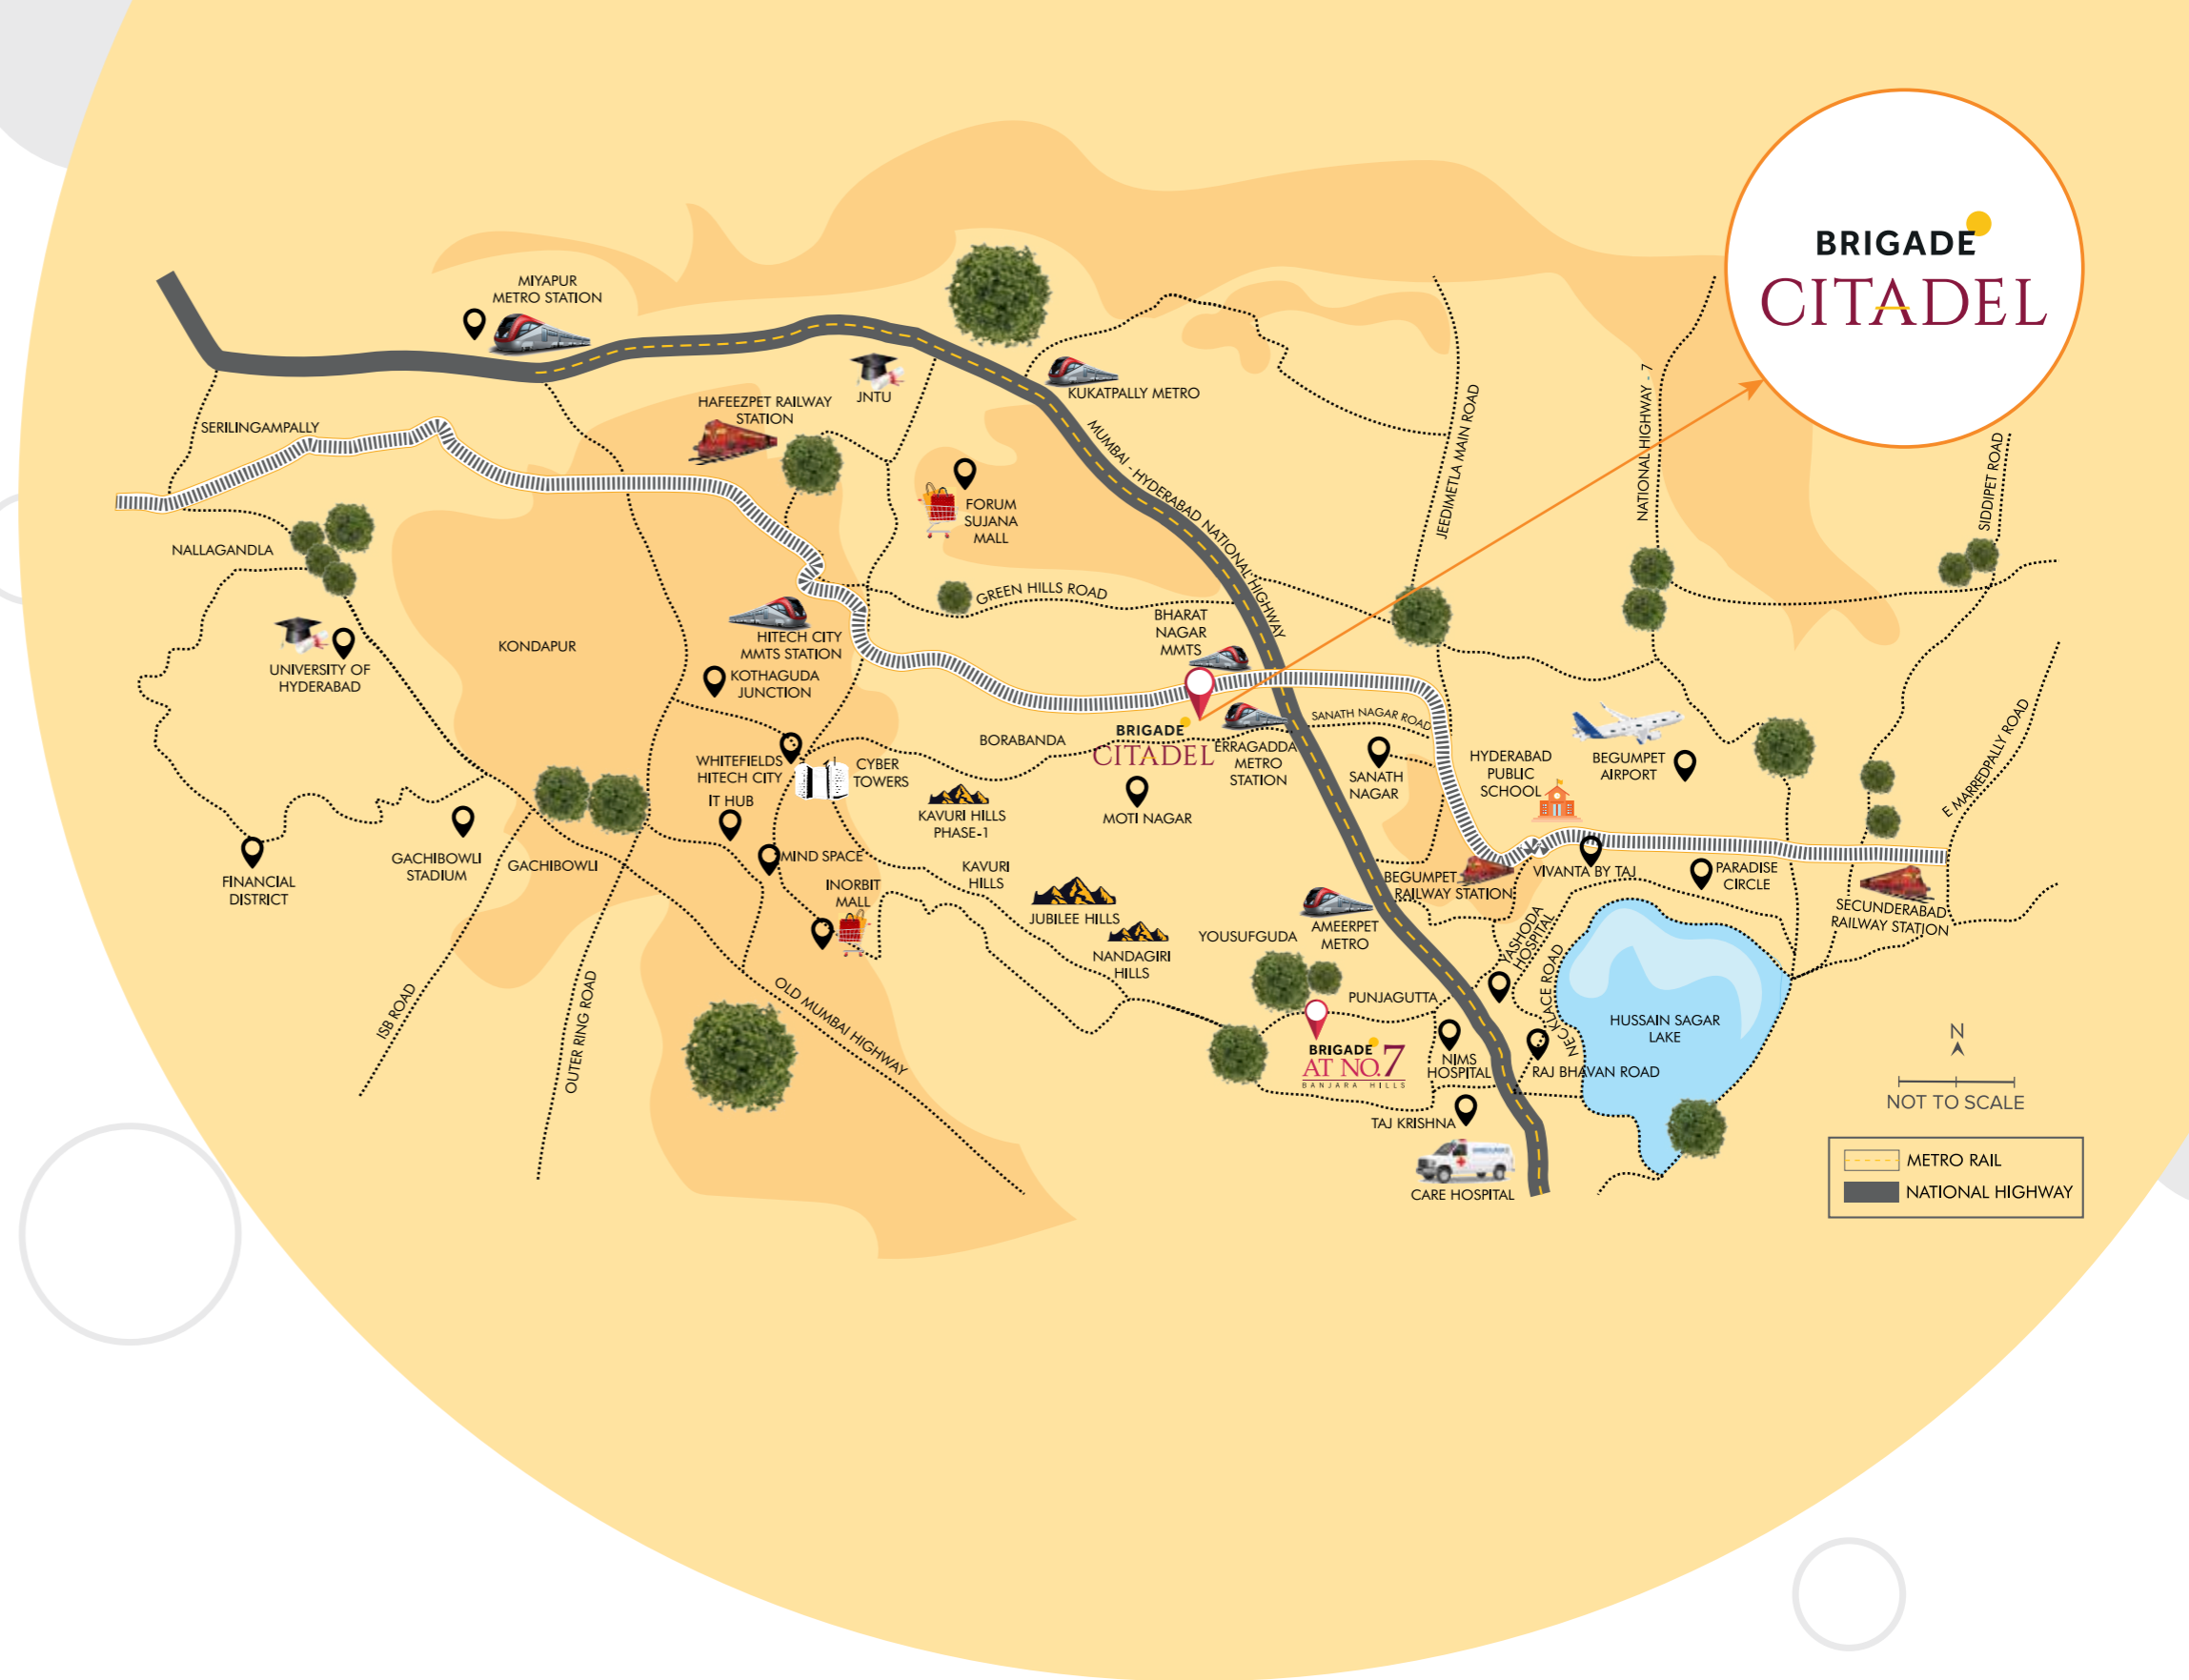 BRIGADE
CITADEL
MIYAPUR
METRO STATION
JNTU
KUKATPALLY METRO
HAFEEZPET RAILWAY
STATION
SERILINGAMPALLY
MUMBAI - HYDERABAD NATIONAL HIGHWAY
JEEDIMETLA MAIN ROAD
NATIONAL HIGHWAY - 7
SIDDIPET ROAD
FORUM
SUJANA
MALL
NALLAGANDLA
GREEN HILLS ROAD
BHARAT
NAGAR
MMTS
HITECH CITY
MMTS STATION
KONDAPUR
UNIVERSITY OF
HYDERABAD
KOTHAGUDA
JUNCTION
SANATH NAGAR ROAD
BRIGADE
CITADEL
BORABANDA
ERRAGADDA
METRO
STATION
WHITEFIELDS
HITECH CITY
CYBER
TOWERS
SANATH
NAGAR
HYDERABAD
PUBLIC
SCHOOL
BEGUMPET
AIRPORT
E MARREDPALLY ROAD
IT HUB
KAVURI HILLS
PHASE-1
MOTI NAGAR
GACHIBOWLI
STADIUM
GACHIBOWLI
MIND SPACE
KAVURI
HILLS
FINANCIAL
DISTRICT
INORBIT
MALL
JUBILEE HILLS
BEGUMPET
RAILWAY STATION
VIVANTA BY TAJ
PARADISE
CIRCLE
SECUNDERABAD
RAILWAY STATION
YOUSUFGUDA
AMEERPET
METRO
NANDAGIRI
HILLS
YASHODA
HOSPITAL
NECKLACE ROAD
PUNJAGUTTA
ISB ROAD
OUTER RING ROAD
OLD MUMBAI HIGHWAY
HUSSAIN SAGAR
LAKE
BRIGADE
AT NO.7
BANJARA HILLS
NIMS
HOSPITAL
RAJ BHAVAN ROAD
TAJ KRISHNA
CARE HOSPITAL
N
NOT TO SCALE
METRO RAIL
NATIONAL HIGHWAY